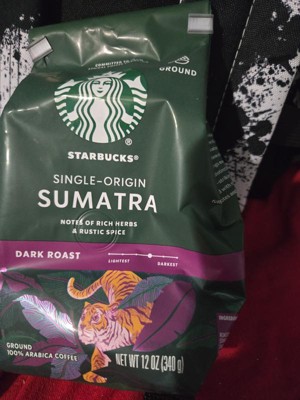 GROUND
STARBUCKS®
SINGLE-ORIGIN
SUMATRA
NOTES OF RICH HERBS
& RUSTIC SPICE
DARK ROAST
LIGHTEST DARKEST
GROUND
100% ARABICA COFFEE
NET WT 12 OZ (340g)